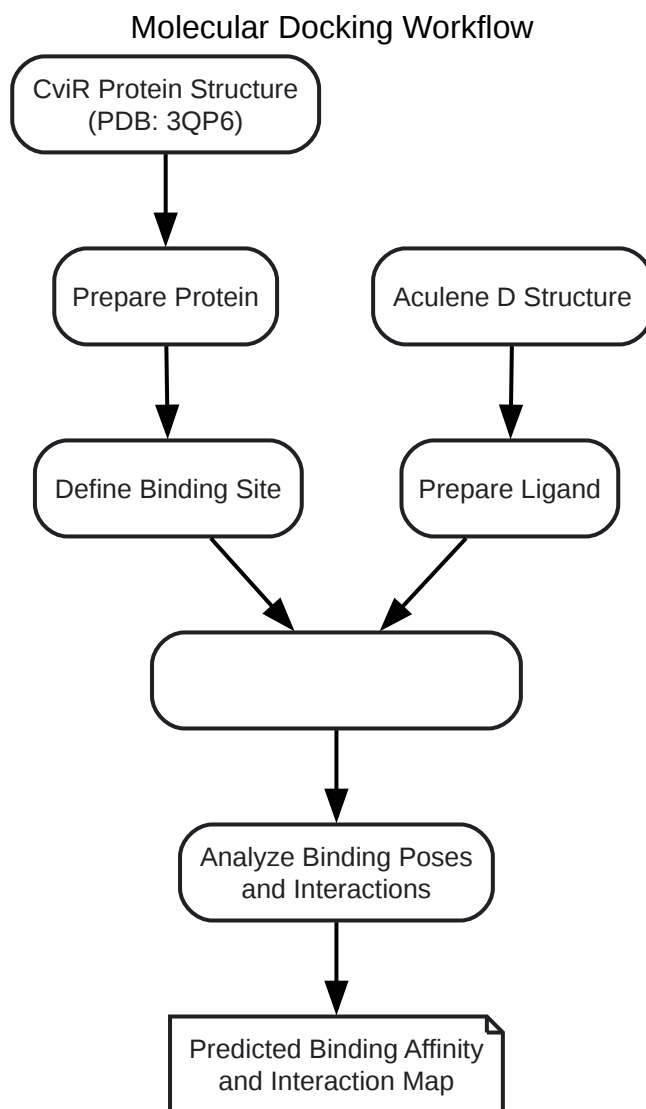 Molecular Docking Workflow
CviR Protein Structure
(PDB: 3QP6)
Prepare Protein
Aculene D Structure
Define Binding Site
Prepare Ligand
Analyze Binding Poses
and Interactions
Predicted Binding Affinity
and Interaction Map